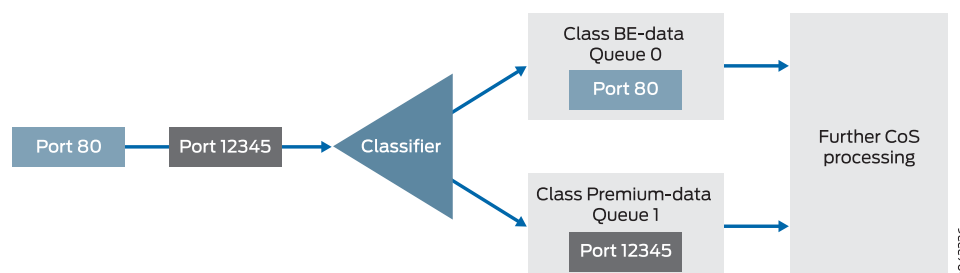 Port 80
Port 12345
Classifier
Class BE-data
Queue 0
Port 80
Class Premium-data
Queue 1
Port 12345
Further CoS
processing